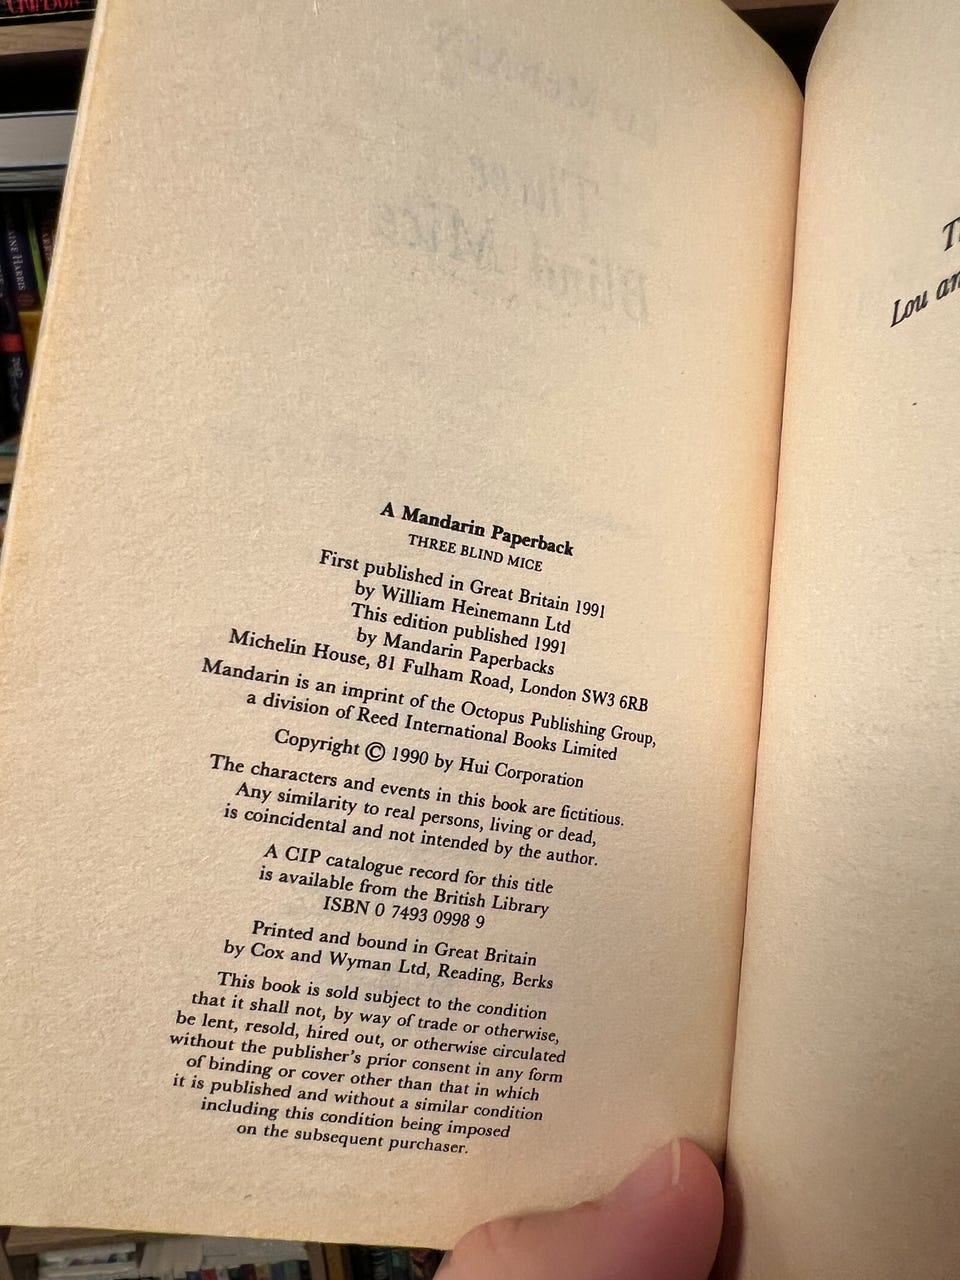 A Mandarin Paperback
THREE BLIND MICE
First published in Great Britain 1991
by William Heinemann Ltd
This edition published 1991
by Mandarin Paperbacks
Michelin House, 81 Fulham Road, London SW3 6RB
Mandarin is an imprint of the Octopus Publishing Group,
a division of Reed International Books Limited
Copyright © 1990 by Hui Corporation
The characters and events in this book are fictitious.
Any similarity to real persons, living or dead,
is coincidental and not intended by the author.
A CIP catalogue record for this title
is available from the British Library
ISBN 0 7493 0998 9
Printed and bound in Great Britain
by Cox and Wyman Ltd, Reading, Berks
This book is sold subject to the condition
that it shall not, by way of trade or otherwise,
be lent, resold, hired out, or otherwise circulated
without the publisher's prior consent in any form
of binding or cover other than that in which
it is published and without a similar condition
including this condition being imposed
on the subsequent purchaser.
Lou
HARRIS